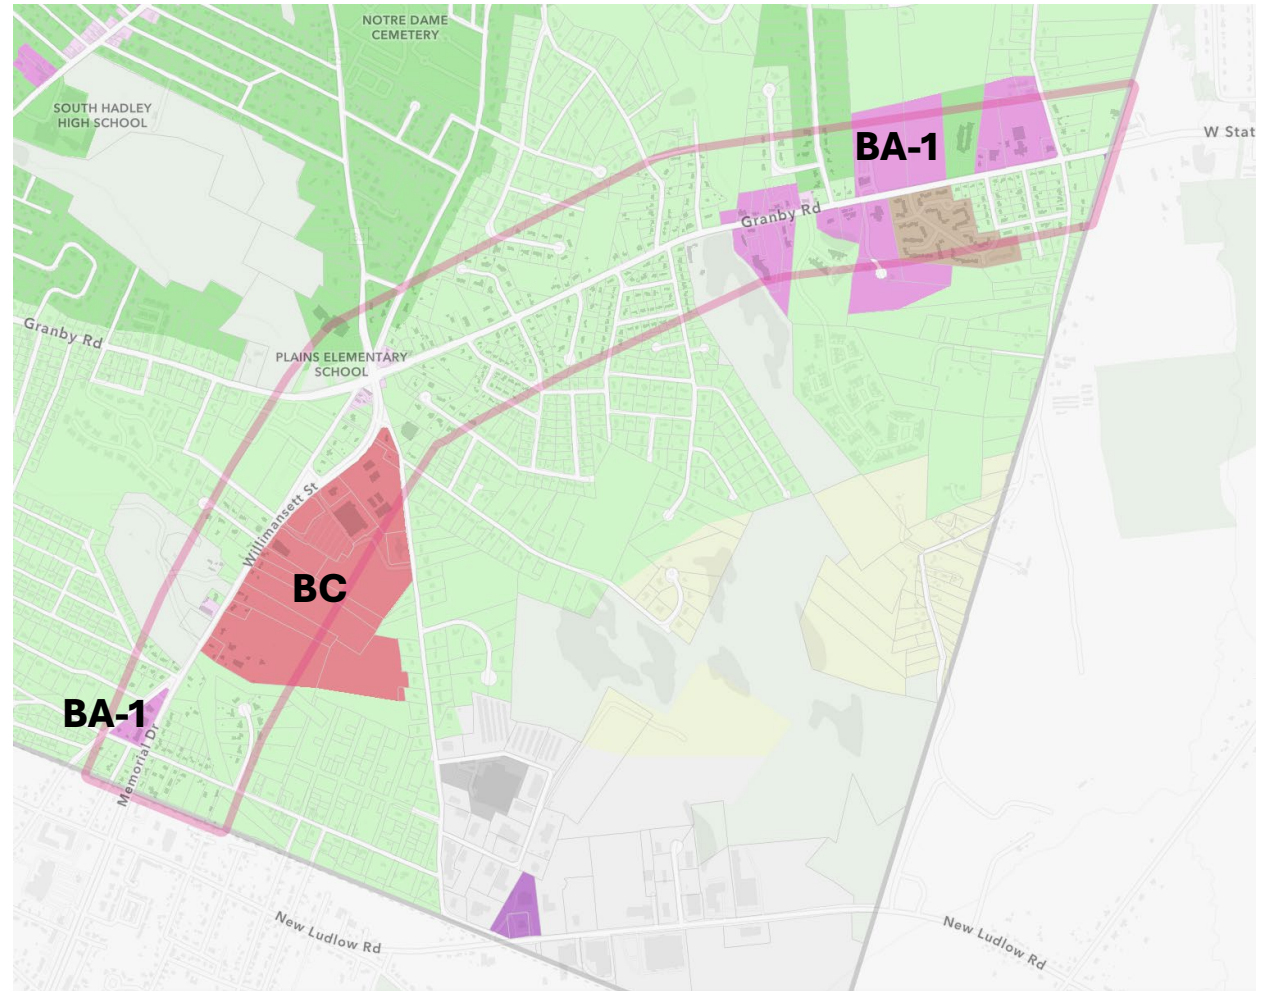 NOTRE DAME
CEMETERY
SOUTH HADLEY
HIGH SCHOOL
W Stat
BA-1
Granby Rd
Granby Rd
PLAINS ELEMENTARY
SCHOOL
Willimansett St
BC
BA-1
Memorial Dr
New Ludlow Rd
New Ludlow Rd